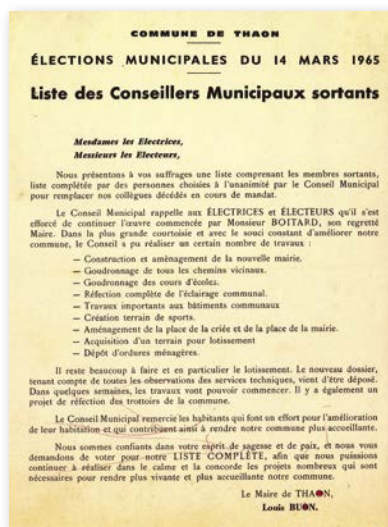 COMMUNE DE THAON
ÉLECTIONS MUNICIPALES DU 14 MARS 1965
Liste des Conseillers Municipaux sortants
Mesdames les Electrices,
Messieurs les Electeurs,
Nous présentons à vos suffrages une liste comprenant les membres sortants,
liste complétée par des personnes choisies à l'unanimité par le Conseil Municipal
pour remplacer nos collègues décédés en cours de mandat.
Le Conseil Municipal rappelle aux ÉLECTRICES et ÉLECTEURS qu'il s'est
efforcé de continuer l'œuvre commencée par Monsieur BOITARD, son regretté
Maire. Dans la plus grande courtoisie et avec le souci constant d'améliorer notre
commune, le Conseil s pu réaliser un certain nombre de travaux :
— Construction et aménagement de la nouvelle mairie.
— Goudronnage de tous les chemins vicinaux.
— Goudronnage des cours d'écoles.
— Réfection complète de l'éclairage communal.
— Travaux importants aux bâtiments communaux
— Création terrain de sports.
— Aménagement de la place de la criée et de la place de la mairie.
— Acquisition d'un terrain pour lotissement
— Dépôt d'ordures ménagères.
Il reste beaucoup à faire et en particulier le lotissement. Le nouveau dossier,
tenant compte de toutes les observations des services techniques, vient d'être déposé.
Dans quelques semaines, les travaux vont pouvoir commencer. Il y a également un
projet de réfection des trottoirs de la commune.
Le Conseil Municipal remercie les habitants qui font un effort pour l'amélioration
de leur habitation et qui contribuent ainsi à rendre notre commune plus accueillante.
Nous sommes confiants dans votre esprit de sagesse et de paix, et nous vous
demandons de voter pour notre LISTE COMPLÈTE, afin que nous puissions
continuer à réaliser dans le calme et la concorde les projets nombreux qui sont
nécessaires pour rendre plus vivante et plus accueillante notre commune.
Le Maire de THAON,
Louis BUON.